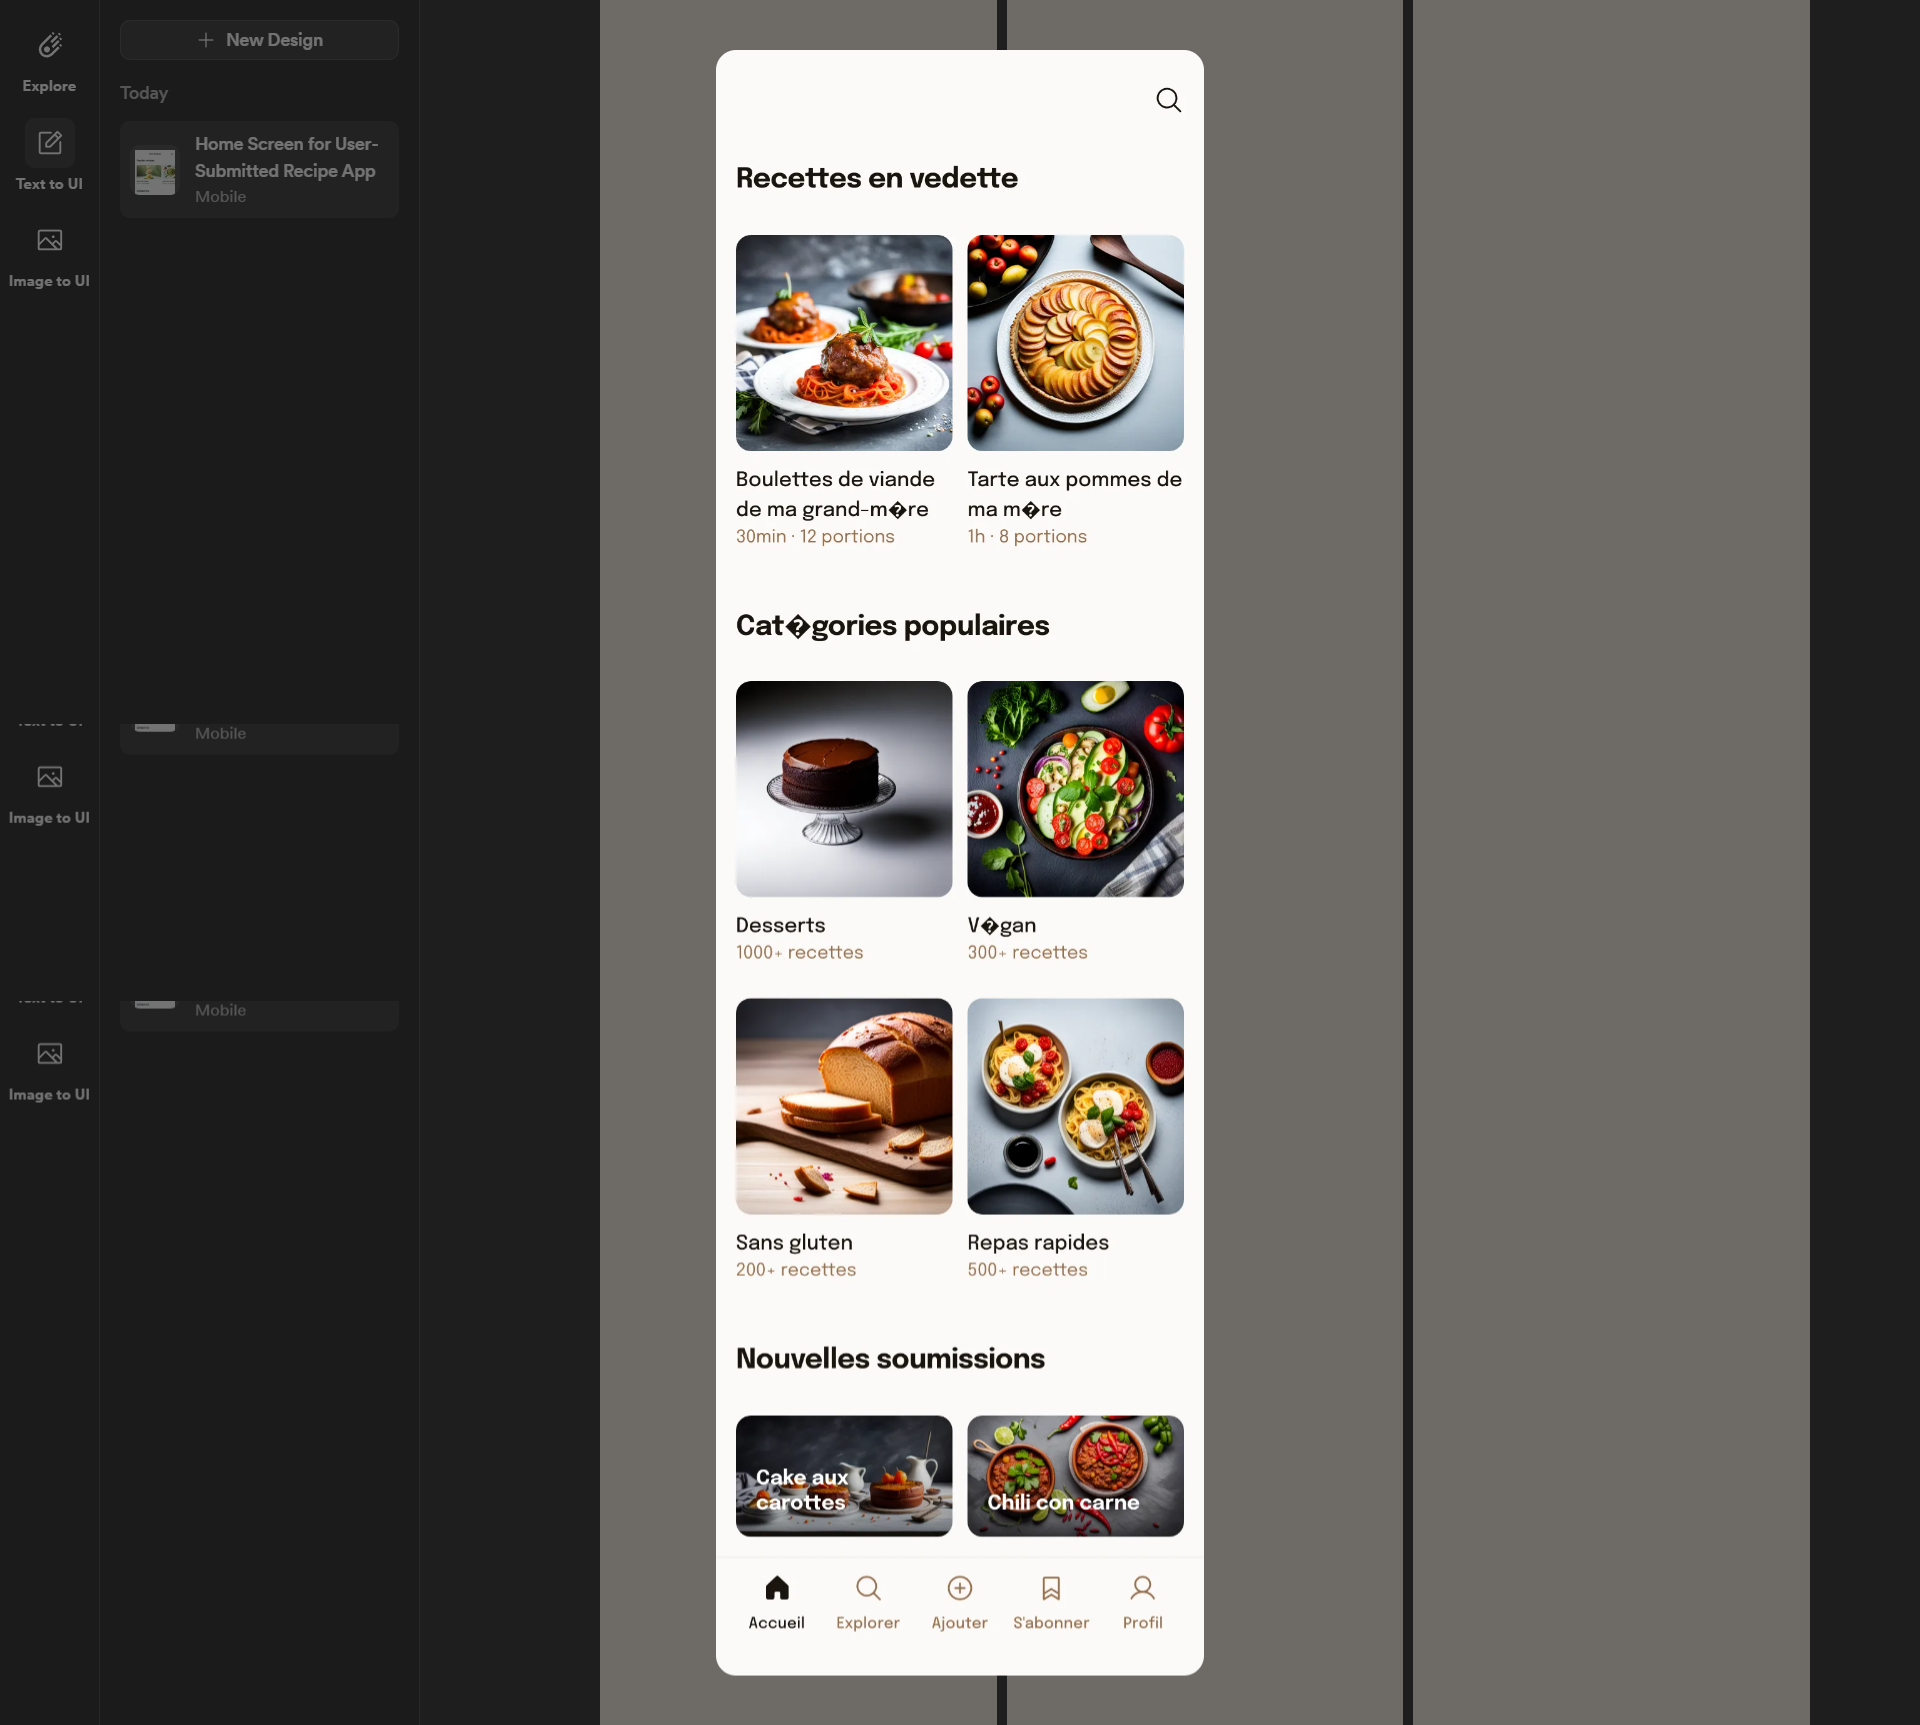 Explore
Text to UI
Image to UI
New Design
Today
Home Screen for User-
Submitted Recipe App
Mobile
Mobile
Image to UI
Mobile
Image to UI
Recettes en vedette
Boulettes de viande
de ma grand-m�re
30min · 12 portions
Tarte aux pommes de
ma m�re
1h · 8 portions
Cat�gories populaires
Desserts
1000+ recettes
V�gan
300+ recettes
Sans gluten
200+ recettes
Repas rapides
500+ recettes
Nouvelles soumissions
Cake aux
carottes
Chili con carne
Accueil
Explorer
Ajouter
S'abonner
Profil